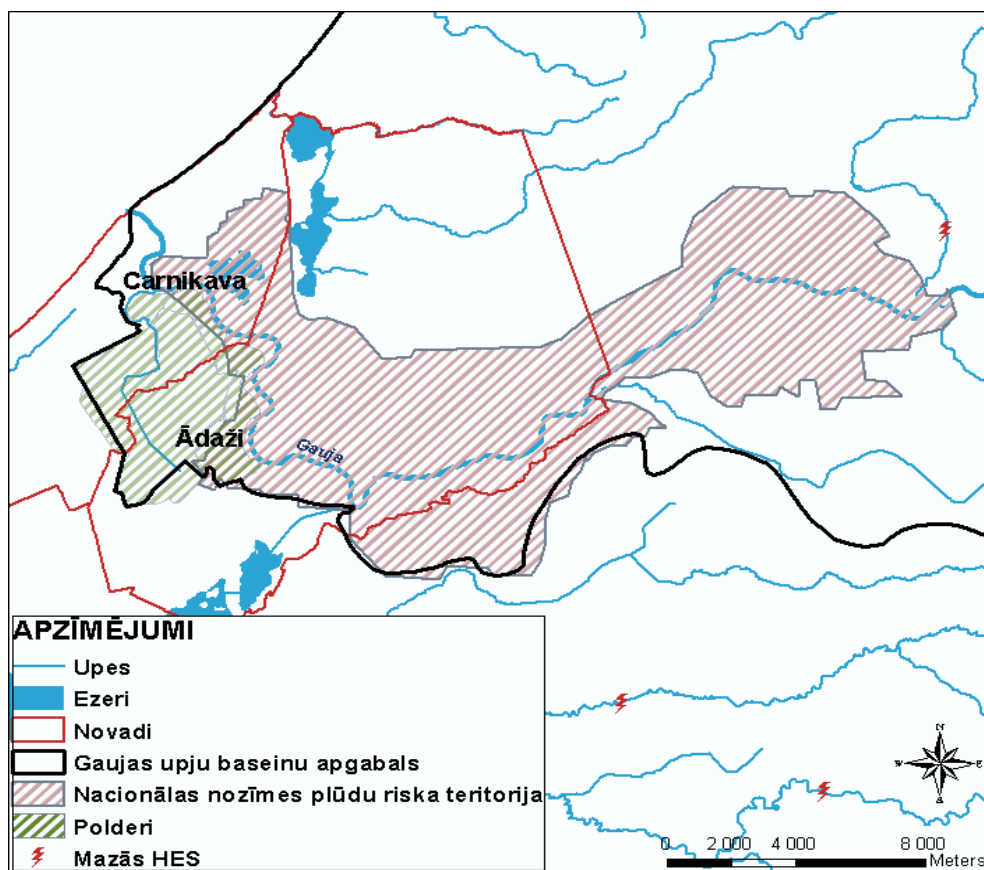 Carnikava
Ādaži
Gauja
APZĪMĒJUMI
Upes
Ezeri
Novadi
Gaujas upju baseinu apgabals
Nacionālas nozīmes plūdu riska teritorija
Polderi
Mazās HES
N
W E
S
0 2 000 4 000 8 000
Meters